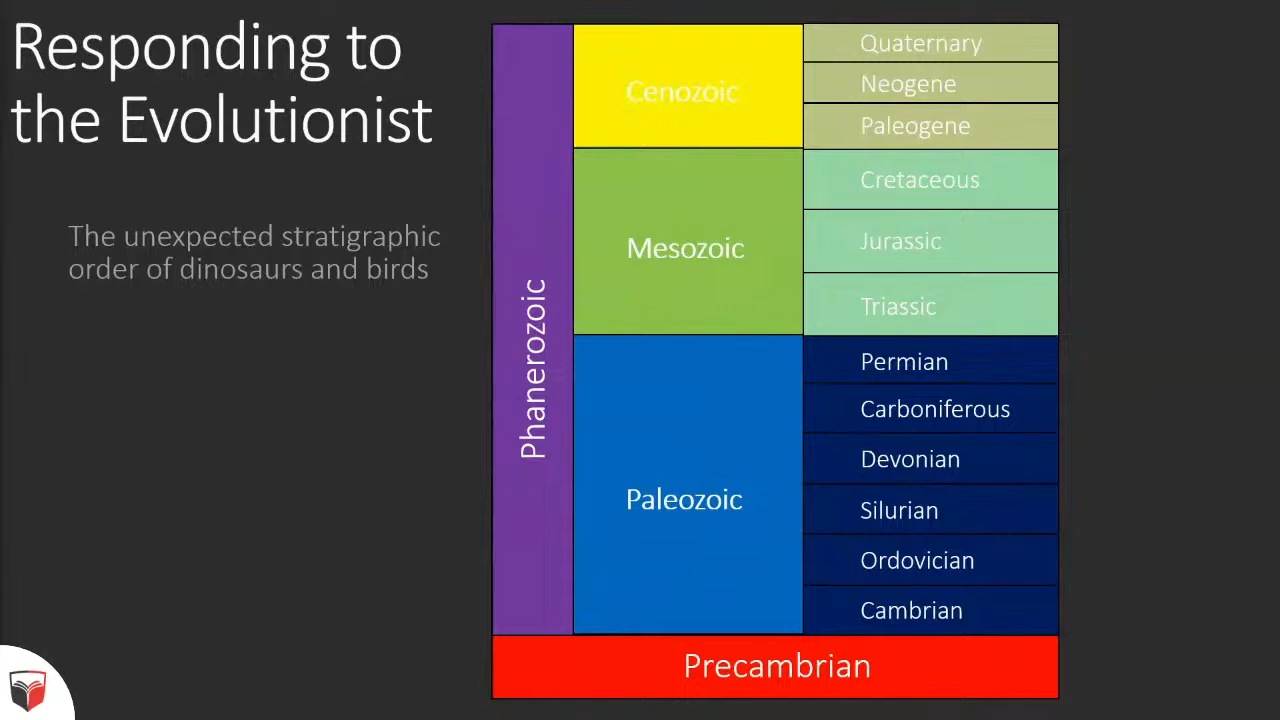 Responding to
the Evolutionist
The unexpected stratigraphic
order of dinosaurs and birds
Phanerozoic
Cenozoic
Quaternary
Neogene
Paleogene
Mesozoic
Cretaceous
Jurassic
Triassic
Paleozoic
Permian
Carboniferous
Devonian
Silurian
Ordovician
Cambrian
Precambrian